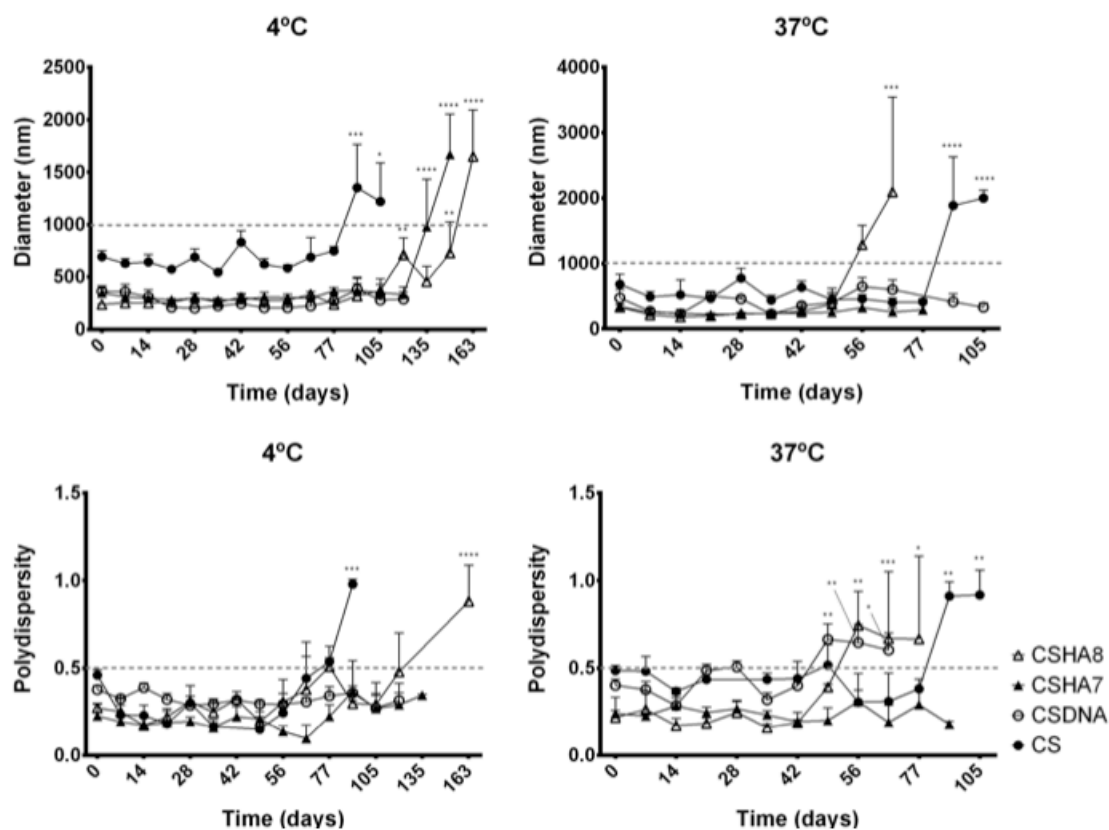 4ºC
37ºC
Diameter (nm)
2500
2000
1500
1000
500
0
*** * ** **** ** **** ****
0 14 28 42 56 77 105 135 163
Time (days)
Diameter (nm)
4000
3000
2000
1000
0
*** **** ****
0 14 28 42 56 77 105
Time (days)
4ºC
37ºC
Polydispersity
1.5
1.0
0.5
0.0
*** ****
0 14 28 42 56 77 105 135 163
Time (days)
Polydispersity
1.5
1.0
0.5
0.0
** ** ** * *** * ** **
0 14 28 42 56 77 105
Time (days)
CSHA8
CSHA7
CSDNA
CS